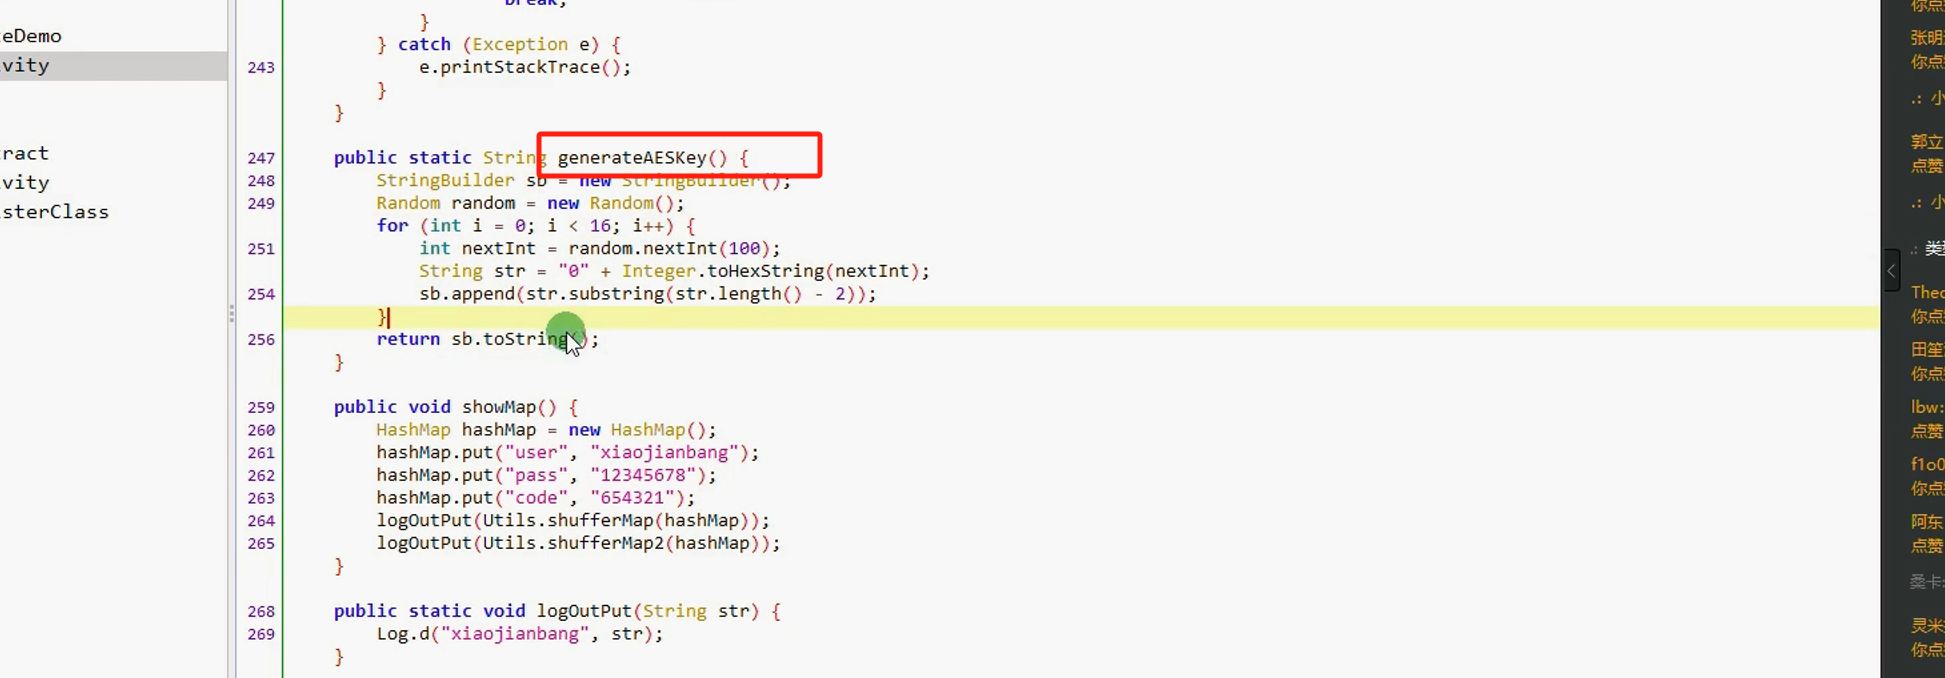 eDemo
vity
ract
vity
sterClass
}
} catch (Exception e) {
243 e.printStackTrace();
}
}
247 public static String generateAESKey() {
248 StringBuilder sb = new StringBuilder();
249 Random random = new Random();
for (int i = 0; i < 16; i++) {
251 int nextInt = random.nextInt(100);
String str = "0" + Integer.toHexString(nextInt);
254 sb.append(str.substring(str.length() - 2));
}
256 return sb.toString();
}
259 public void showMap() {
260 HashMap hashMap = new HashMap();
261 hashMap.put("user", "xiaojianbang");
262 hashMap.put("pass", "12345678");
263 hashMap.put("code", "654321");
264 logOutPut(Utils.shufferMap(hashMap));
265 logOutPut(Utils.shufferMap2(hashMap));
}
268 public static void logOutPut(String str) {
269 Log.d("xiaojianbang", str);
}
张明
你点
.: 小
郭立
点赞
.: 小
.: 类
Theo
你点
田笙
你点
lbw:
点赞
f1o0
你点
阿东
点赞
桑卡:
灵米
你点